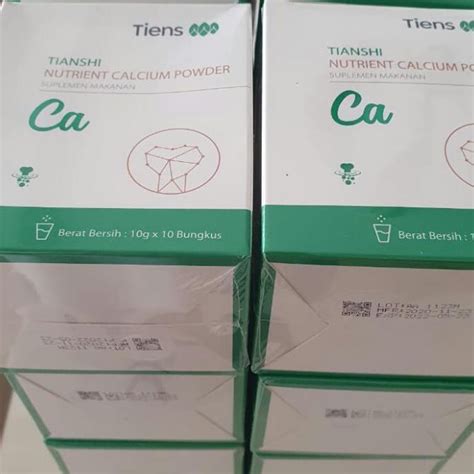 Tiens
TIANSHI
NUTRIENT CALCIUM POWDER
SUPLEMEN MAKANAN
Ca
Berat Bersih : 10g x 10 Bungkus
Tiens
TIANSHI
NUTRIENT CALCIUM PO
SUPLEMEN MAKANAN
Ca
Berat Bersih :